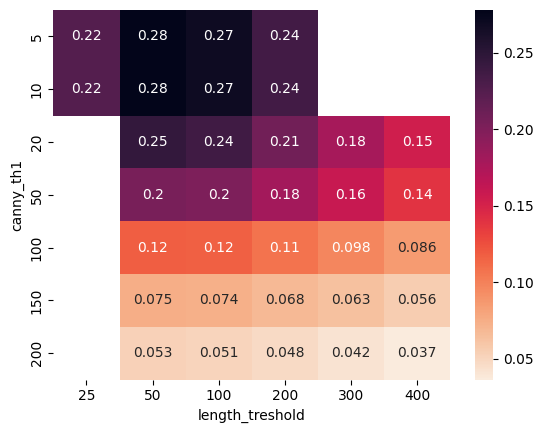 5 0.22 0.28 0.27 0.24
10 0.22 0.28 0.27 0.24
20 0.25 0.24 0.21 0.18 0.15
50 0.2 0.2 0.18 0.16 0.14
100 0.12 0.12 0.11 0.098 0.086
150 0.075 0.074 0.068 0.063 0.056
200 0.053 0.051 0.048 0.042 0.037
25 50 100 200 300 400
canny_th1
length_treshold
0.25
0.20
0.15
0.10
0.05